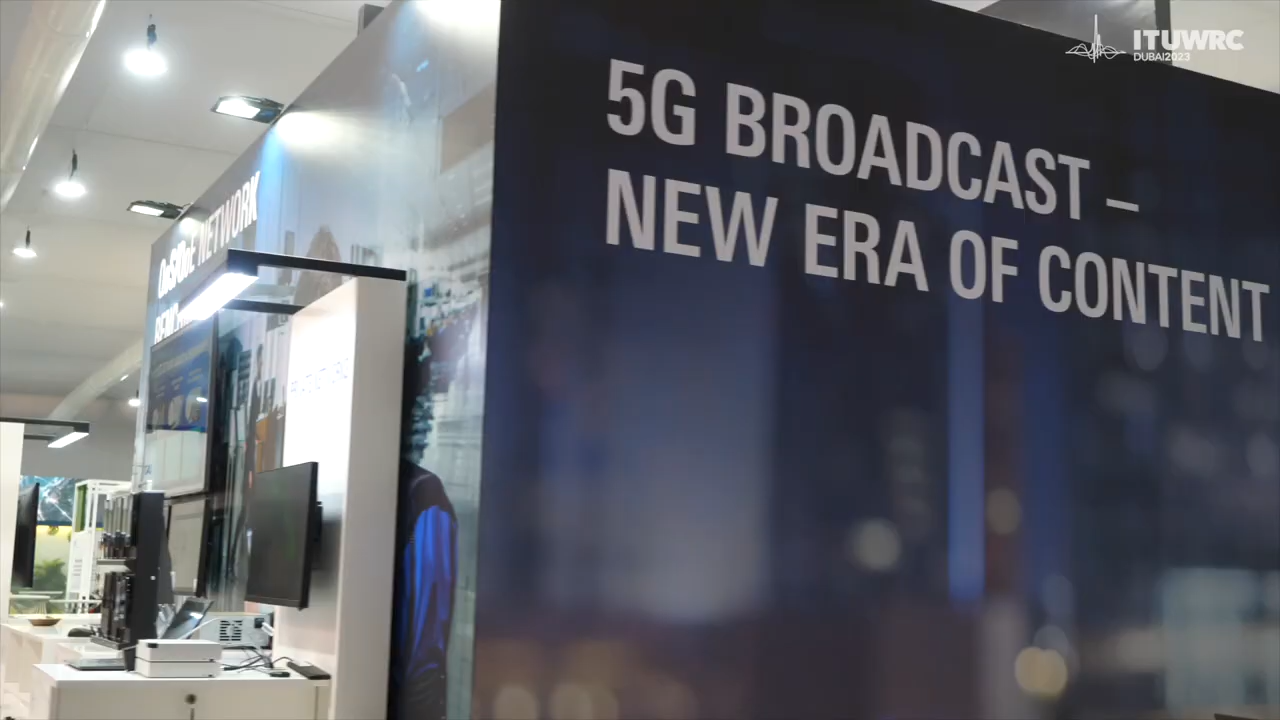 ITUWRC
DUBAI2023
5G BROADCAST –
NEW ERA OF CONTENT
NETWORK